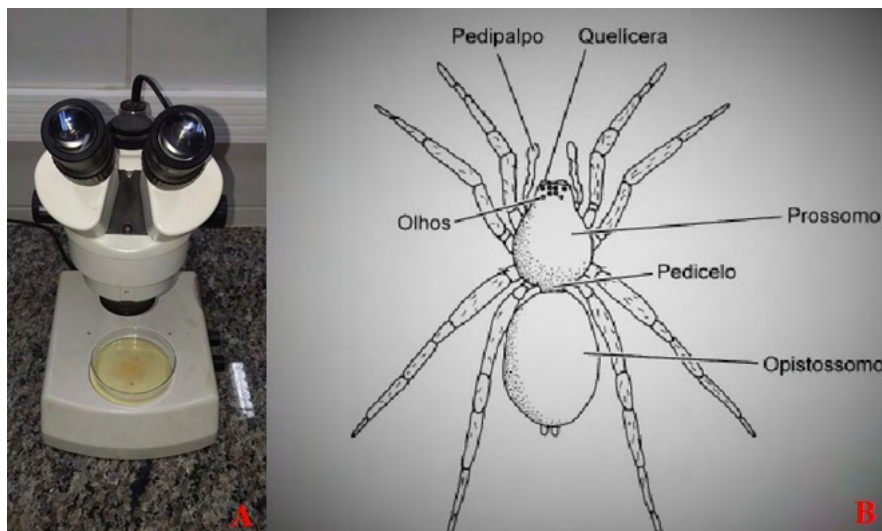 Pedipalpo
Quelícera
Olhos
Prossomo
Pedicelo
Opistossomo
A
B